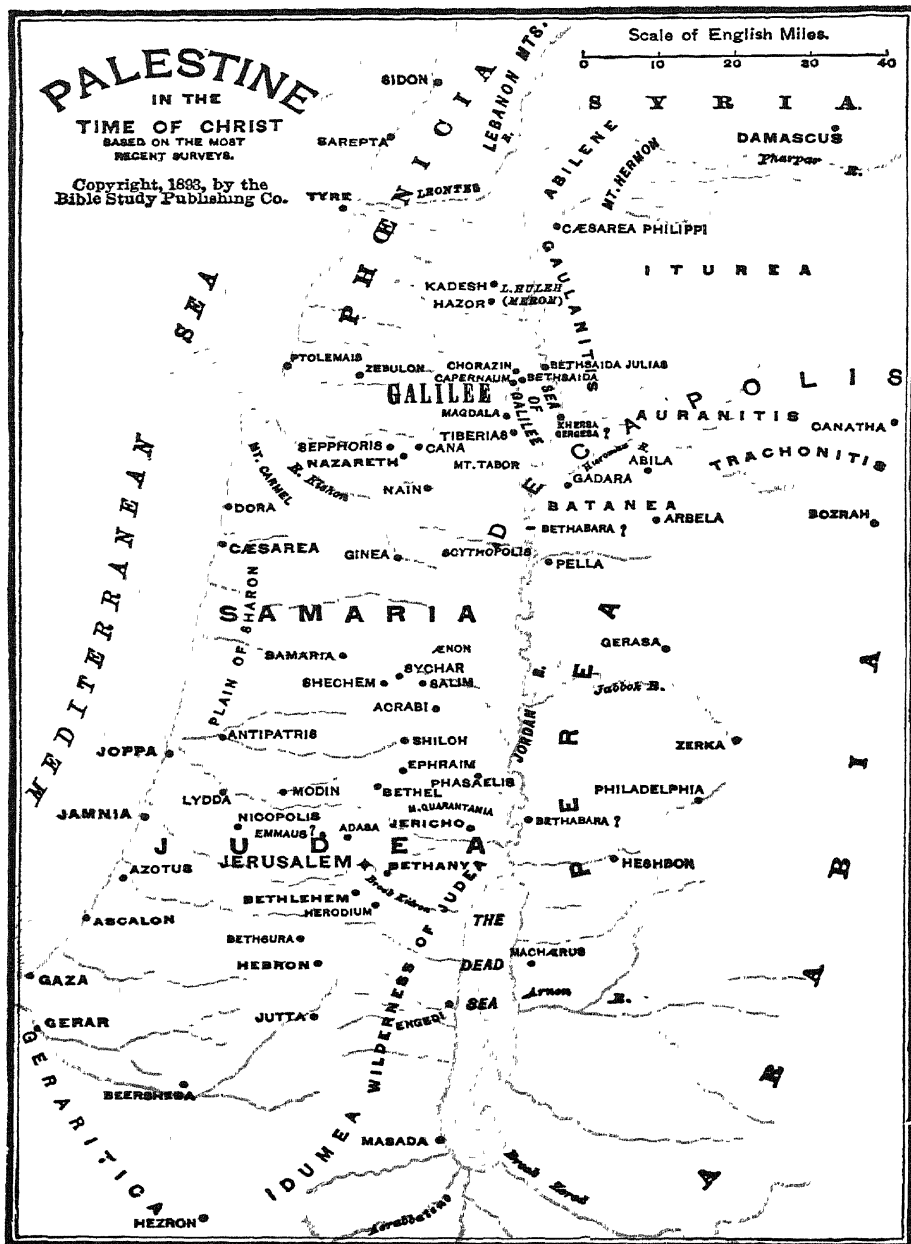 PALESTINE
IN THE
TIME OF CHRIST
BASED ON THE MOST
RECENT SURVEYS.
Copyright, 1893, by the
Bible Study Publishing Co.
Scale of English Miles.
0 10 20 30 40
SYRIA.
SIDON
LEBANON MTS.
R.
SAREPTA
PHŒNICIA
ABILENE
MT. HERMON
DAMASCUS
Pharpar R.
TYRE
LEONTES
CÆSAREA PHILIPPI
GAULANITIS
ITUREA
KADESH
L. HULEH
(MEROM)
HAZOR
MEDITERRANEAN SEA
PTOLEMAIS
ZEBULON
CHORAZIN
BETHSAIDA JULIAS
CAPERNAUM
BETHSAIDA
GALILEE
SEA OF GALILEE
DECAPOLIS
MAGDALA
KHERSA
GERGESA ?
AURANITIS
CANATHA
TIBERIAS
SEPPHORIS
CANA
NAZARETH
MT. TABOR
Hieromax R.
ABILA
TRACHONITIS
MT. CARMEL
R. Kishon
NAIN
GADARA
DORA
BATANEA
BETHABARA ?
ARBELA
BOZRAH
CÆSAREA
GINEA
SCYTHOPOLIS
PELLA
PLAIN OF SHARON
SAMARIA
PEREA
SAMARIA
ÆNON
GERASA
SYCHAR
SHECHEM
SALIM
Jabbok R.
ACRABI
JORDAN R.
ANTIPATRIS
SHILOH
JOPPA
ZERKA
ARABIA
EPHRAIM
PHASAELIS
LYDDA
MODIN
BETHEL
PHILADELPHIA
M. QUARANTANIA
JAMNIA
NICOPOLIS
EMMAUS ?
ADASA
JERICHO
BETHABARA ?
JUDEA
JERUSALEM
BETHANY
HESHBON
AZOTUS
Brook Kidron
BETHLEHEM
HERODIUM
ASCALON
WILDERNESS OF JUDEA
THE
DEAD
SEA
BETHSURA
HEBRON
MACHÆRUS
GAZA
Arnon R.
ENGEDI
GERAR
JUTTA
GERARITICA
BEERSHEBA
IDUMEA
MASADA
Brook Zered
Acrabbatine
HEZRON